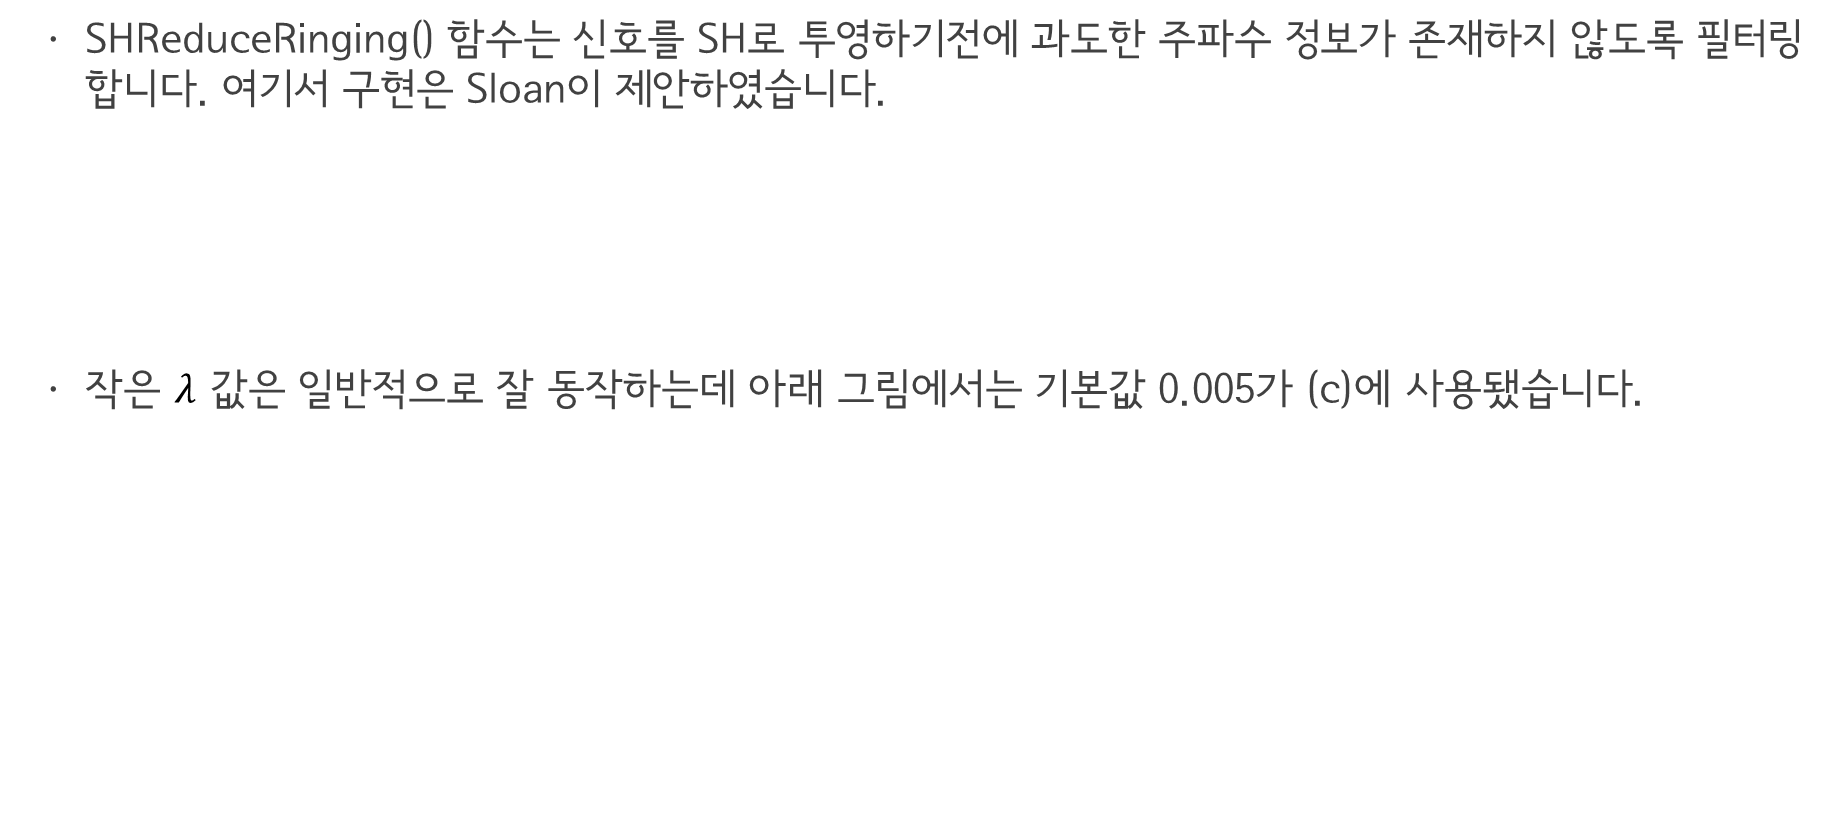 · SHReduceRinging() 함수는 신호를 SH로 투영하기전에 과도한 주파수 정보가 존재하지 않도록 필터링
합니다. 여기서 구현은 Sloan이 제안하였습니다.
· 작은 λ 값은 일반적으로 잘 동작하는데 아래 그림에서는 기본값 0.005가 (c)에 사용됐습니다.